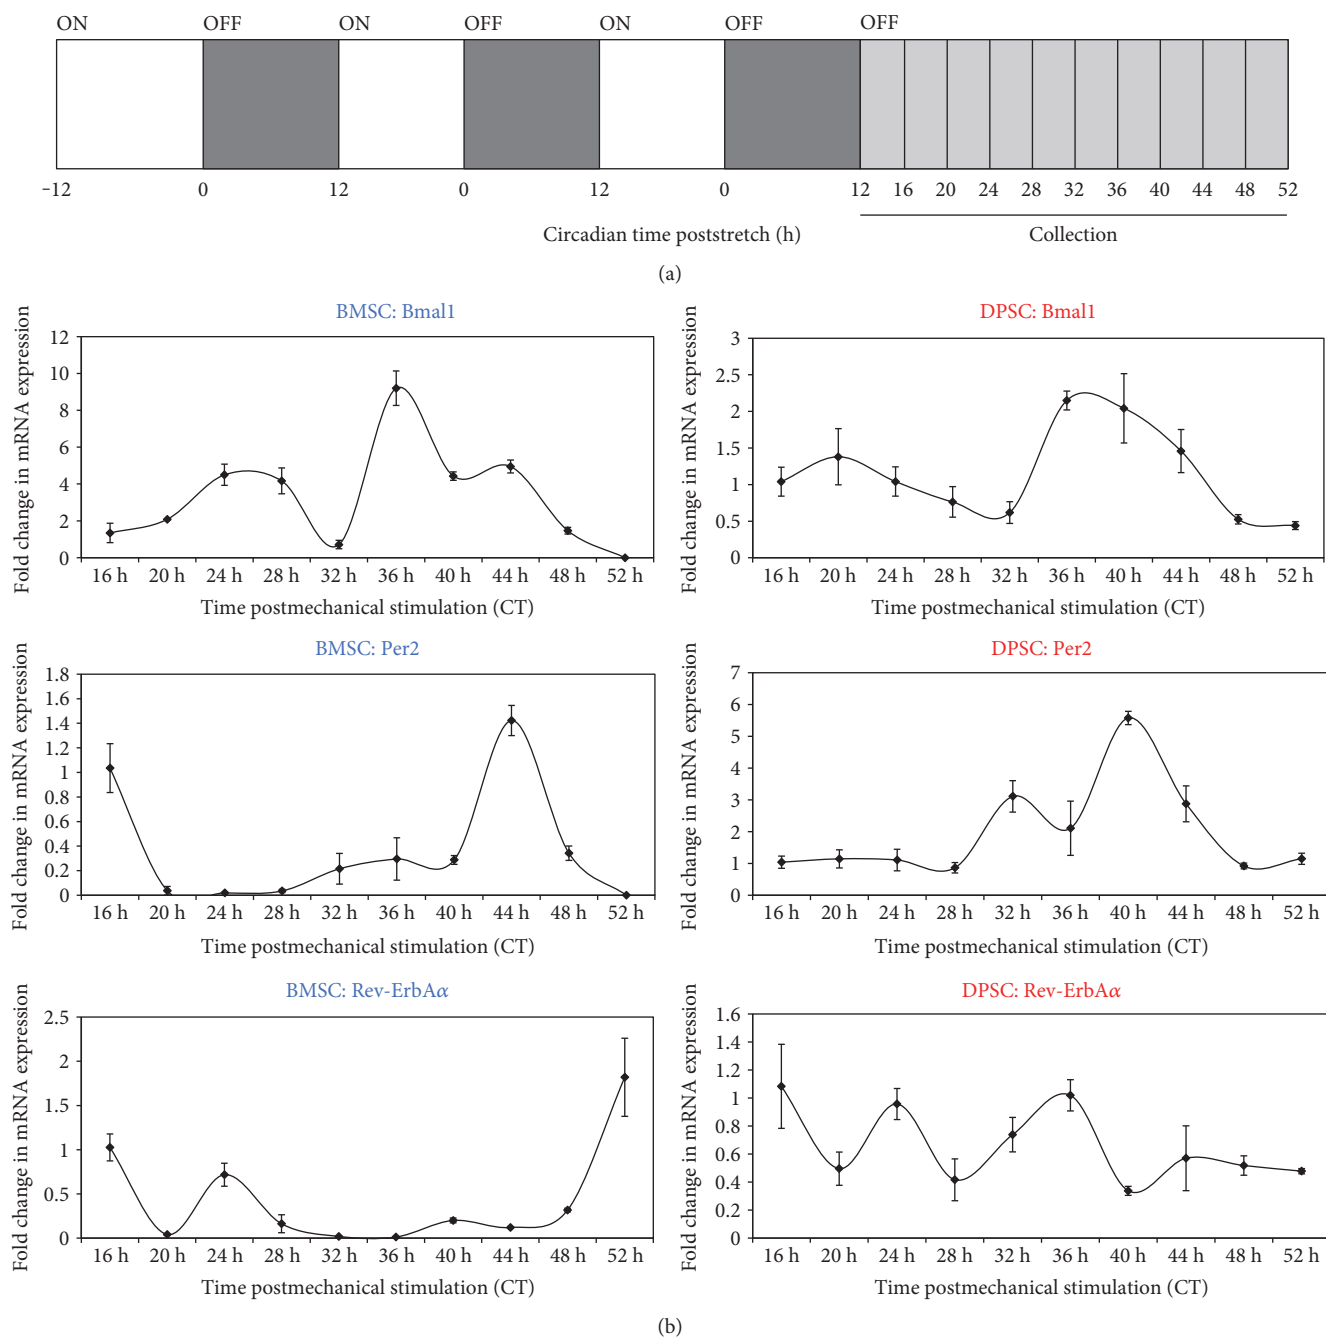 ON OFF ON OFF ON OFF OFF
-12 0 12 0 12 0 12 16 20 24 28 32 36 40 44 48 52
Circadian time poststretch (h) Collection
(a)
BMSC: Bmal1
Fold change in mRNA expression
12
10
8
6
4
2
0
16 h 20 h 24 h 28 h 32 h 36 h 40 h 44 h 48 h 52 h
Time postmechanical stimulation (CT)
DPSC: Bmal1
Fold change in mRNA expression
3
2.5
2
1.5
1
0.5
0
16 h 20 h 24 h 28 h 32 h 36 h 40 h 44 h 48 h 52 h
Time postmechanical stimulation (CT)
BMSC: Per2
Fold change in mRNA expression
1.8
1.6
1.4
1.2
1
0.8
0.6
0.4
0.2
0
16 h 20 h 24 h 28 h 32 h 36 h 40 h 44 h 48 h 52 h
Time postmechanical stimulation (CT)
DPSC: Per2
Fold change in mRNA expression
7
6
5
4
3
2
1
0
16 h 20 h 24 h 28 h 32 h 36 h 40 h 44 h 48 h 52 h
Time postmechanical stimulation (CT)
BMSC: Rev-ErbAα
Fold change in mRNA expression
2.5
2
1.5
1
0.5
0
16 h 20 h 24 h 28 h 32 h 36 h 40 h 44 h 48 h 52 h
Time postmechanical stimulation (CT)
DPSC: Rev-ErbAα
Fold change in mRNA expression
1.6
1.4
1.2
1.0
0.8
0.6
0.4
0.2
0
16 h 20 h 24 h 28 h 32 h 36 h 40 h 44 h 48 h 52 h
Time postmechanical stimulation (CT)
(b)